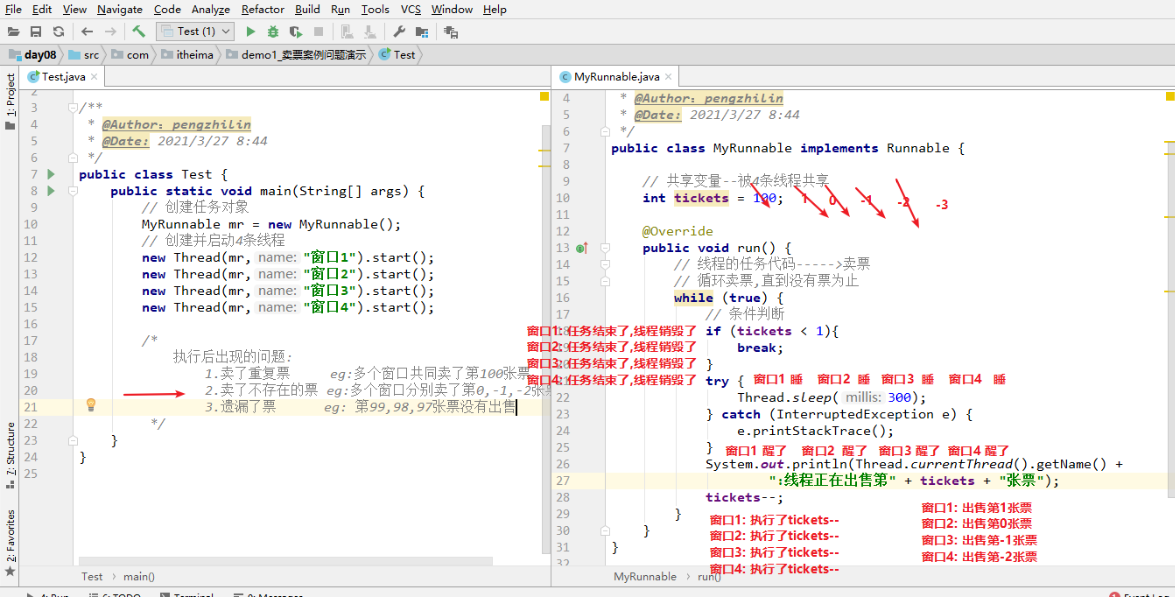 File Edit View Navigate Code Analyze Refactor Build Run Tools VCS Window Help
Test (1)
day08 src com itheima demo1_卖票案例问题演示 Test
1: Project
Z: Structure
2: Favorites
Test.java
2
3 /**
4 * @Author: pengzhilin
5 * @Date: 2021/3/27 8:44
6 */
7 public class Test {
8 public static void main(String[] args) {
9 // 创建任务对象
10 MyRunnable mr = new MyRunnable();
11 // 创建并启动4条线程
12 new Thread(mr, name: "窗口1").start();
13 new Thread(mr, name: "窗口2").start();
14 new Thread(mr, name: "窗口3").start();
15 new Thread(mr, name: "窗口4").start();
16
17 /*
18 执行后出现的问题:
19 1.卖了重复票 eg:多个窗口共同卖了第100张票
20 2.卖了不存在的票 eg:多个窗口分别卖了第0,-1,-2张
21 3.遗漏了票 eg: 第99,98,97张票没有出售
22 */
23 }
24 }
25
Test main()
MyRunnable.java
4 * @Author: pengzhilin
5 * @Date: 2021/3/27 8:44
6 */
7 public class MyRunnable implements Runnable {
8
9 // 共享变量--被4条线程共享
10 int tickets = 100; 1 0 -1 -2 -3
11
12 @Override
13 public void run() {
14 // 线程的任务代码----->卖票
15 // 循环卖票,直到没有票为止
16 while (true) {
17 // 条件判断
窗口1: 任务结束了,线程销毁了 if (tickets < 1){
窗口2: 任务结束了,线程销毁了 break;
窗口3: 任务结束了,线程销毁了 }
窗口4: 任务结束了,线程销毁了 try { 窗口1 睡 窗口2 睡 窗口3 睡 窗口4 睡
22 Thread.sleep( millis: 300);
23 } catch (InterruptedException e) {
24 e.printStackTrace();
25 } 窗口1 醒了 窗口2 醒了 窗口3 醒了 窗口4 醒了
26 System.out.println(Thread.currentThread().getName() +
27 ":线程正在出售第" + tickets + "张票");
28 tickets--;
29 }
30 }
31 }
32
窗口1: 出售第1张票
窗口2: 出售第0张票
窗口3: 出售第-1张票
窗口4: 出售第-2张票
窗口1: 执行了tickets--
窗口2: 执行了tickets--
窗口3: 执行了tickets--
窗口4: 执行了tickets--
MyRunnable run()
4: Run 6: TODO Terminal 0: Messages Event Log